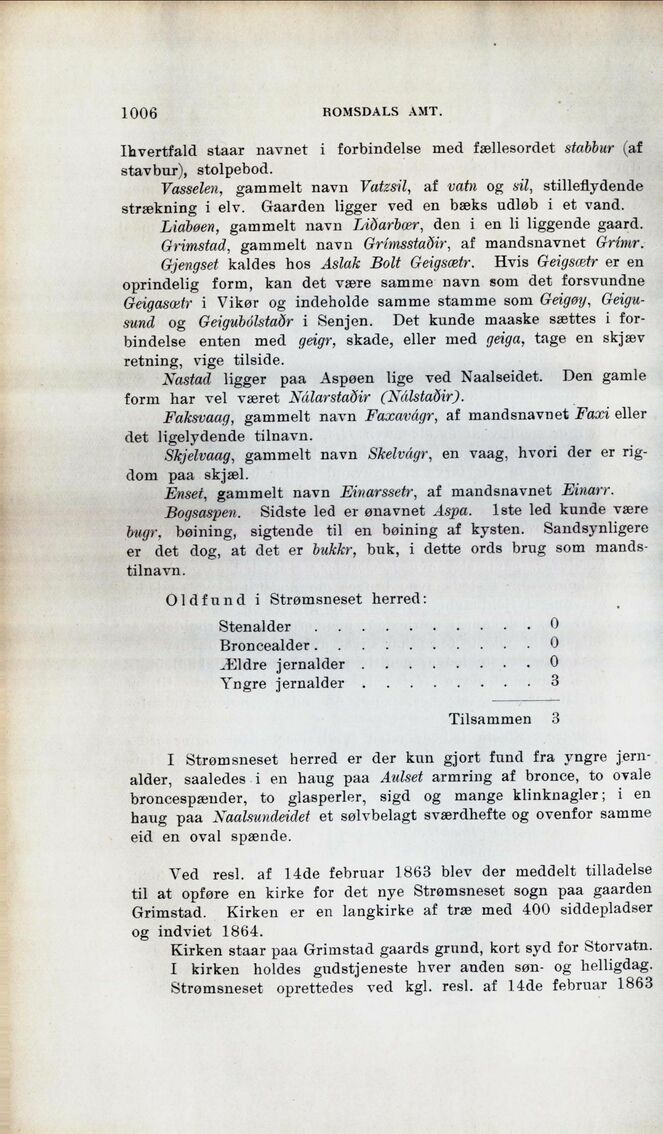 1006 ROMSDALS AMT.
Ihvertfald staar navnet i forbindelse med fællesordet stabbur (af
stavbur), stolpebod.
Vasselen, gammelt navn Vatzsil, af vatn og sil, stilleflydende
strækning i elv. Gaarden ligger ved en bæks udløb i et vand.
Liabøen, gammelt navn Liðarbær, den i en li liggende gaard.
Grimstad, gammelt navn Grímsstaðir, af mandsnavnet Grímr.
Gjengset kaldes hos Aslak Bolt Geigsætr. Hvis Geigsætr er en
oprindelig form, kan det være samme navn som det forsvundne
Geigasætr i Vikør og indeholde samme stamme som Geigøy, Geigu-
sund og Geigubólstaðr i Senjen. Det kunde maaske sættes i for-
bindelse enten med geigr, skade, eller med geiga, tage en skjæv
retning, vige tilside.
Nastad ligger paa Aspøen lige ved Naalseidet. Den gamle
form har vel været Nálarstaðir (Nálstaðir).
Faksvaag, gammelt navn Faxavágr, af mandsnavnet Faxi eller
det ligelydende tilnavn.
Skjelvaag, gammelt navn Skelvágr, en vaag, hvori der er rig-
dom paa skjæl.
Enset, gammelt navn Einarssetr, af mandsnavnet Einarr.
Bogsaspen. Sidste led er ønavnet Aspa. 1ste led kunde være
bugr, bøining, sigtende til en bøining af kysten. Sandsynligere
er det dog, at det er bukkr, buk, i dette ords brug som mands-
tilnavn.
Oldfund i Strømsneset herred:
Stenalder . . . . . . . . . . 0
Broncealder . . . . . . . . . . 0
Ældre jernalder . . . . . . . . 0
Yngre jernalder . . . . . . . . 3
Tilsammen 3
I Strømsneset herred er der kun gjort fund fra yngre jern-
alder, saaledes i en haug paa Aulset armring af bronce, to ovale
broncespænder, to glasperler, sigd og mange klinknagler; i en
haug paa Naalsundeidet et sølvbelagt sværdhefte og ovenfor samme
eid en oval spænde.
Ved resl. af 14de februar 1863 blev der meddelt tilladelse
til at opføre en kirke for det nye Strømsneset sogn paa gaarden
Grimstad. Kirken er en langkirke af træ med 400 siddepladser
og indviet 1864.
Kirken staar paa Grimstad gaards grund, kort syd for Storvatn.
I kirken holdes gudstjeneste hver anden søn- og helligdag.
Strømsneset oprettedes ved kgl. resl. af 14de februar 1863